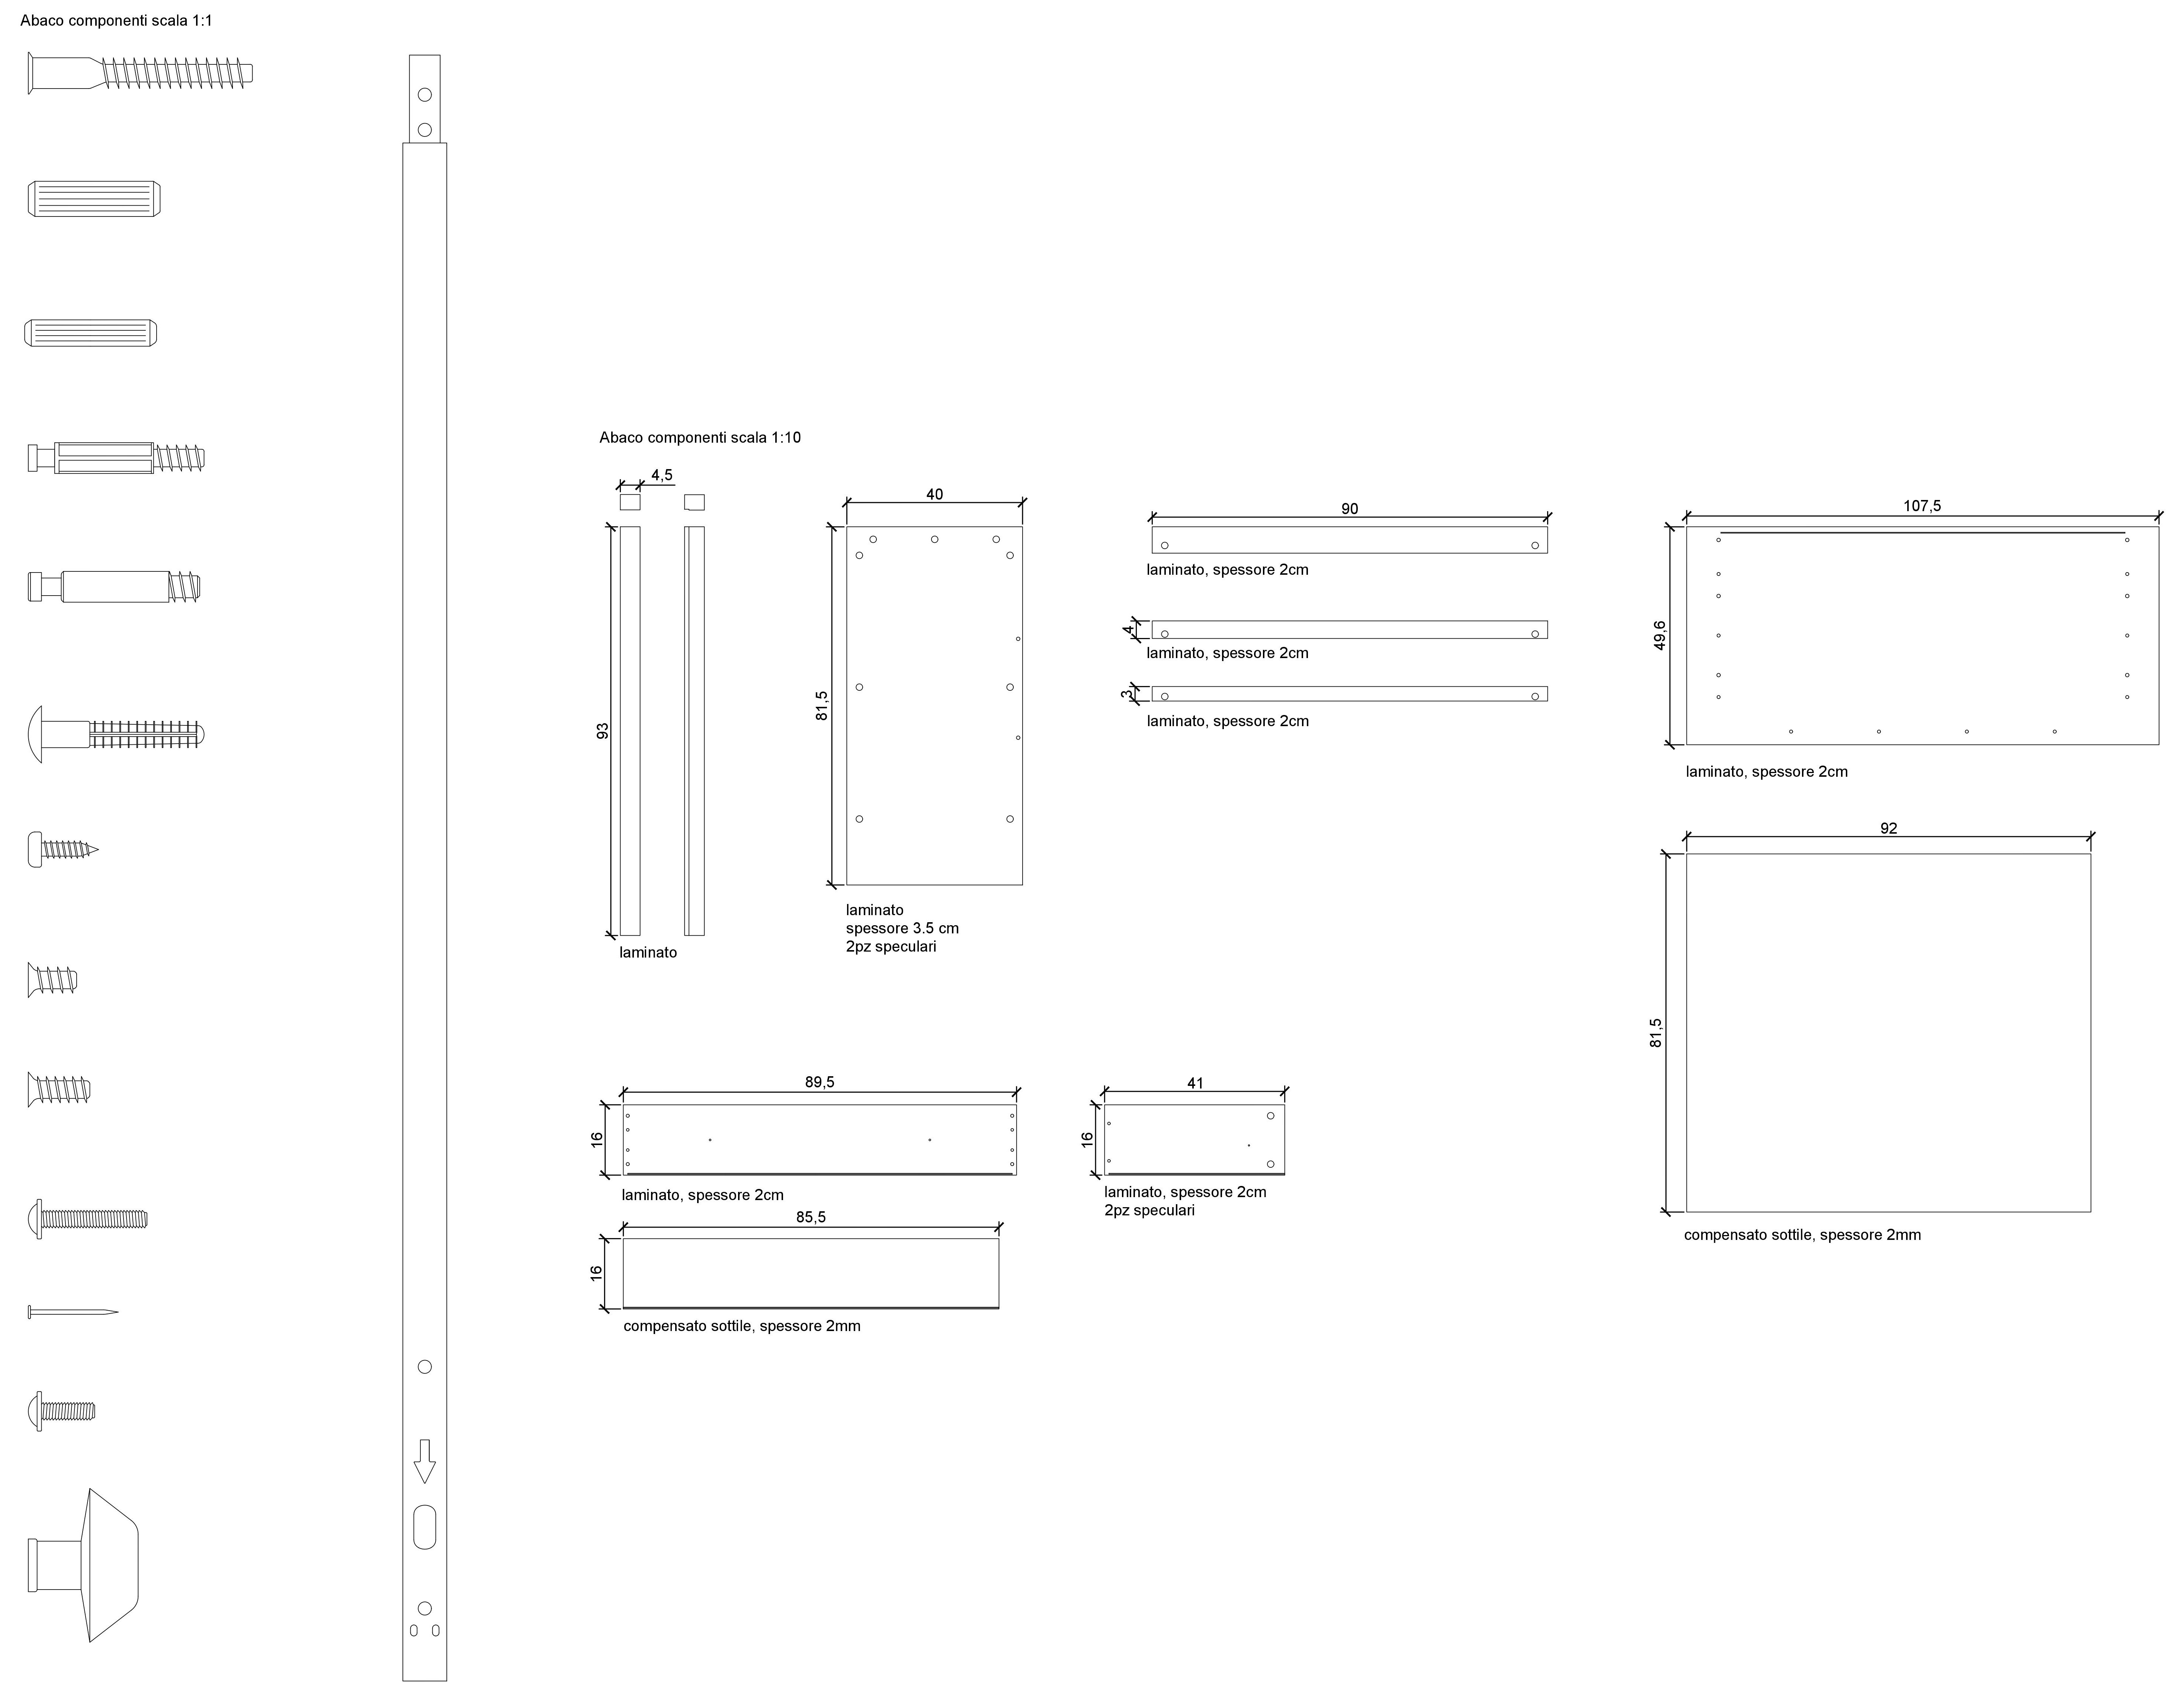 Abaco componenti scala 1:1
Abaco componenti scala 1:10
4,5
93
laminato
40
81,5
laminato
spessore 3.5 cm
2pz speculari
90
laminato, spessore 2cm
4
laminato, spessore 2cm
3
laminato, spessore 2cm
107,5
49,6
laminato, spessore 2cm
92
81,5
compensato sottile, spessore 2mm
89,5
16
laminato, spessore 2cm
41
16
laminato, spessore 2cm
2pz speculari
85,5
16
compensato sottile, spessore 2mm